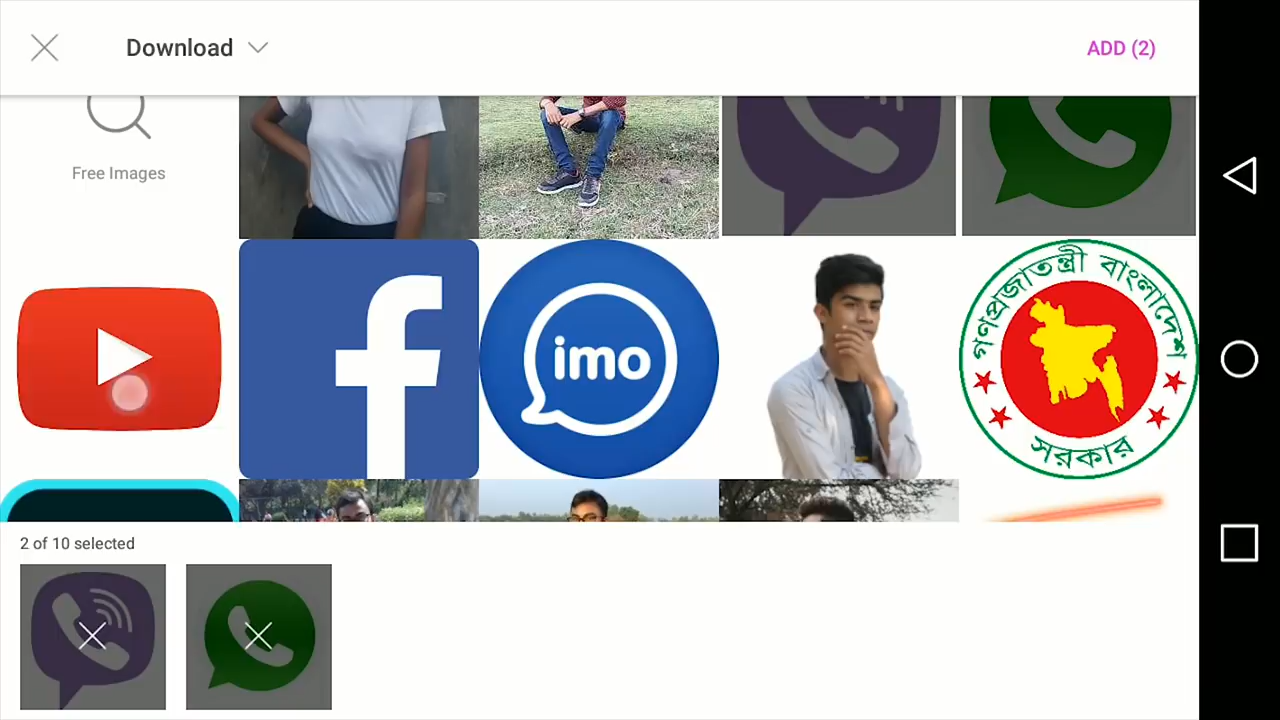 Download
ADD (2)
Free Images
imo
গণপ্রজাতন্ত্রী বাংলাদেশ
সরকার
2 of 10 selected